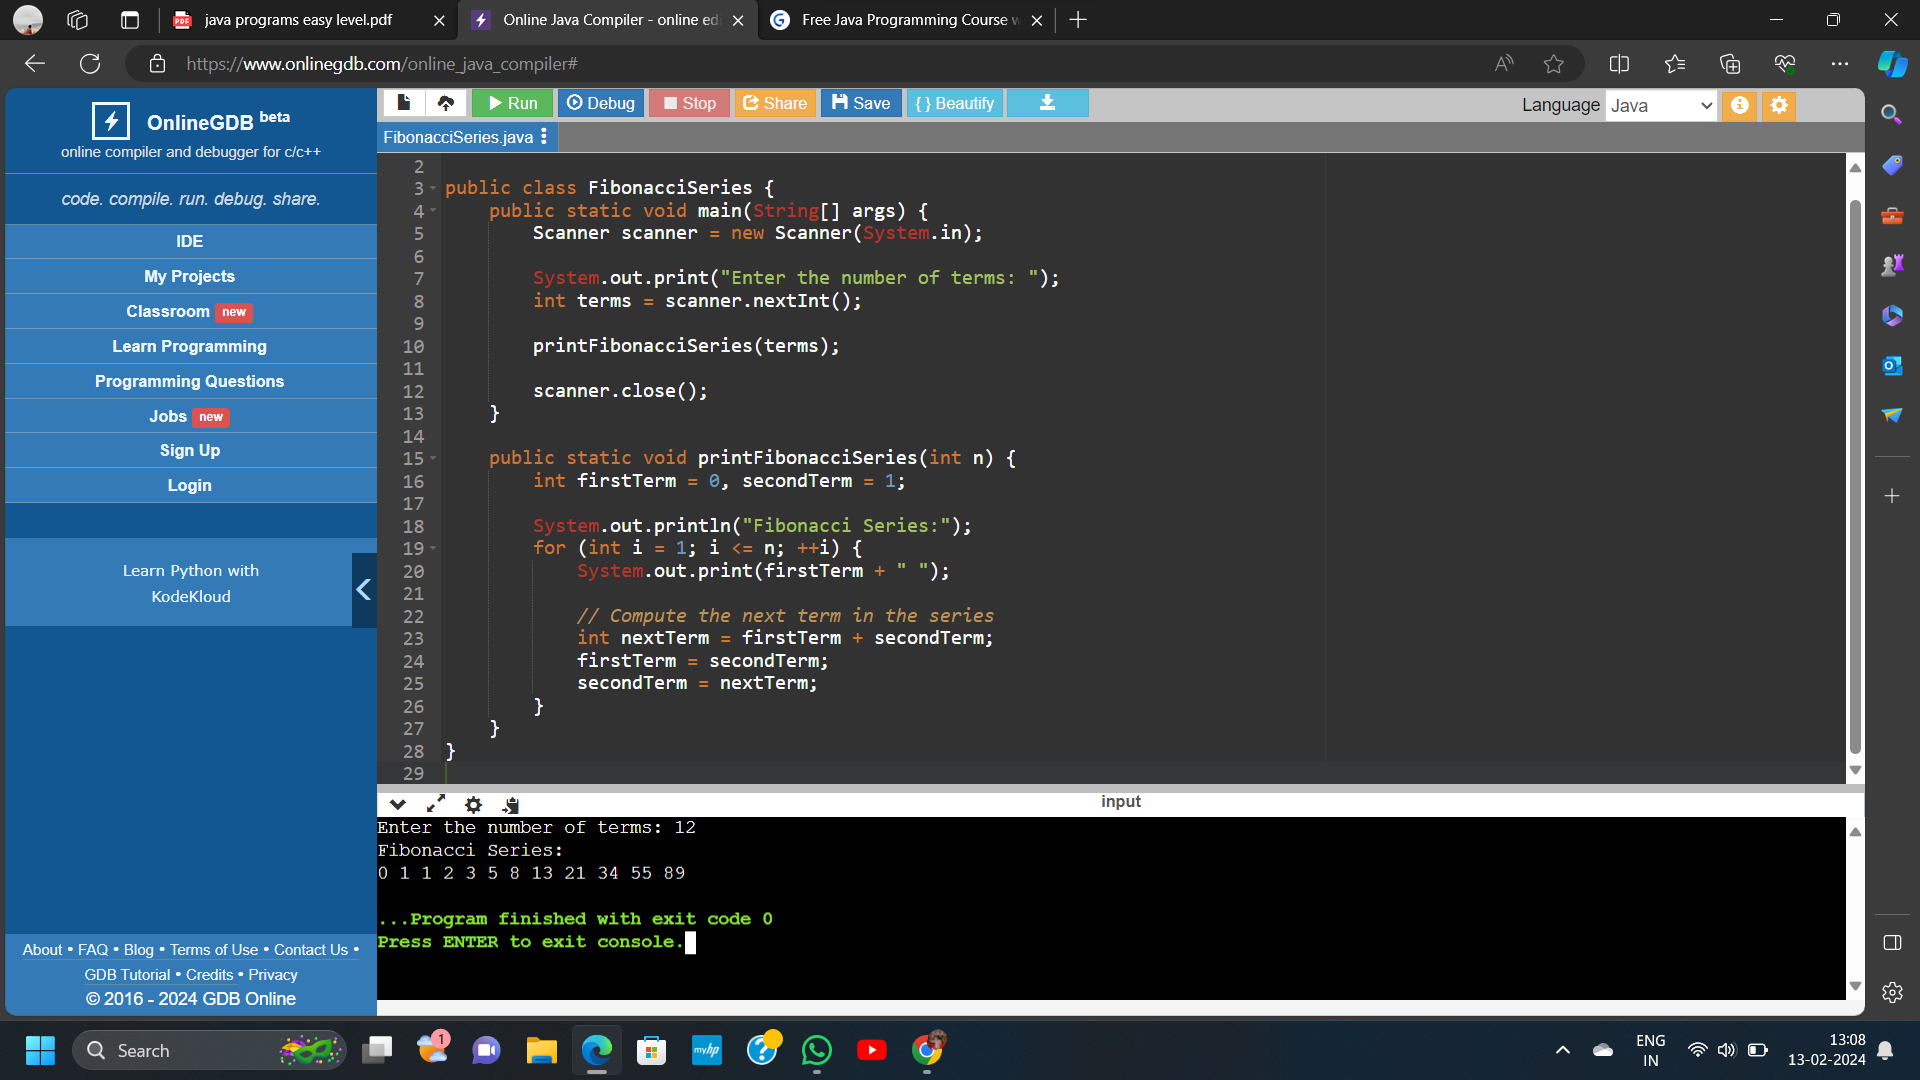 java programs easy level.pdf
Online Java Compiler - online ed
Free Java Programming Course w
https://www.onlinegdb.com/online_java_compiler#
OnlineGDB beta
online compiler and debugger for c/c++
code. compile. run. debug. share.
IDE
My Projects
Classroom new
Learn Programming
Programming Questions
Jobs new
Sign Up
Login
Learn Python with
KodeKloud
About • FAQ • Blog • Terms of Use • Contact Us •
GDB Tutorial • Credits • Privacy
© 2016 - 2024 GDB Online
Run Debug Stop Share Save { } Beautify
Language Java
FibonacciSeries.java
2
3 public class FibonacciSeries {
4 public static void main(String[] args) {
5 Scanner scanner = new Scanner(System.in);
6
7 System.out.print("Enter the number of terms: ");
8 int terms = scanner.nextInt();
9
10 printFibonacciSeries(terms);
11
12 scanner.close();
13 }
14
15 public static void printFibonacciSeries(int n) {
16 int firstTerm = 0, secondTerm = 1;
17
18 System.out.println("Fibonacci Series:");
19 for (int i = 1; i <= n; ++i) {
20 System.out.print(firstTerm + " ");
21
22 // Compute the next term in the series
23 int nextTerm = firstTerm + secondTerm;
24 firstTerm = secondTerm;
25 secondTerm = nextTerm;
26 }
27 }
28 }
29
input
Enter the number of terms: 12
Fibonacci Series:
0 1 1 2 3 5 8 13 21 34 55 89
...Program finished with exit code 0
Press ENTER to exit console.
Search
1
myhp
ENG
IN
13:08
13-02-2024